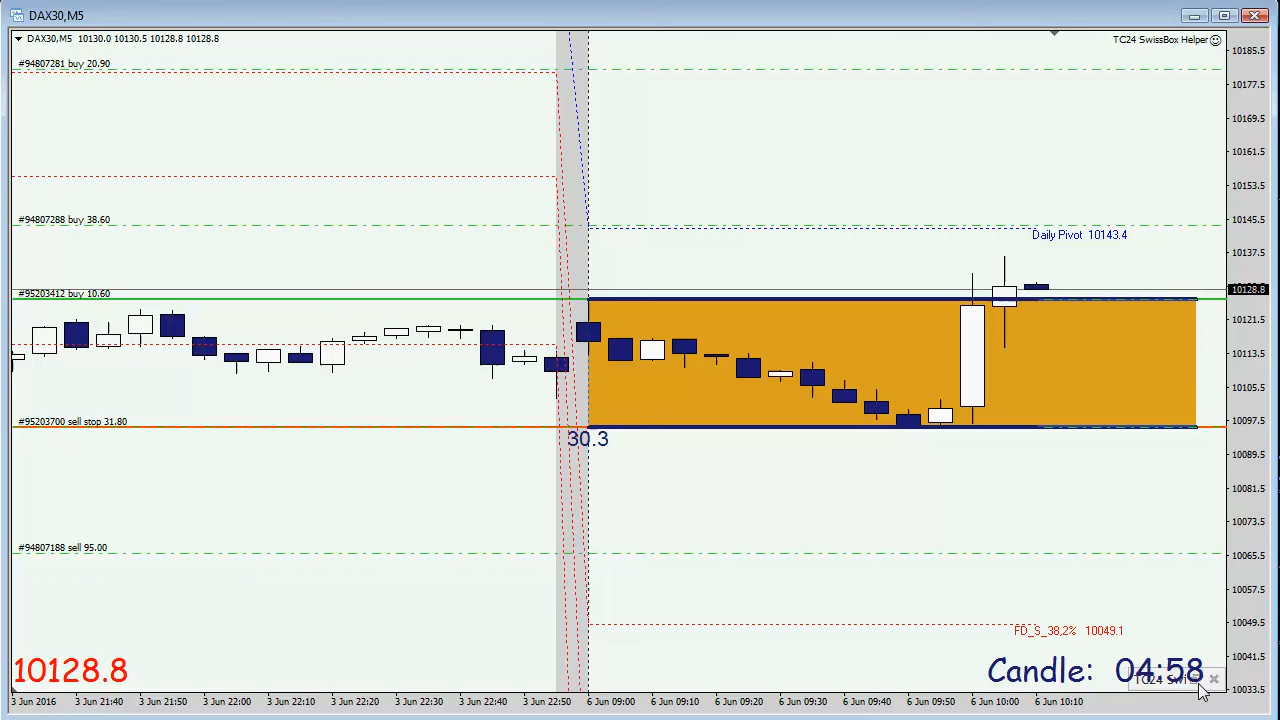 DAX30,M5
DAX30,M5 10130.0 10130.5 10128.8 10128.8
TC24 SwissBox Helper
#94807281 buy 20.90
#94807288 buy 38.60
#95203412 buy 10.60
#95203700 sell stop 31.80
#94807188 sell 95.00
Daily Pivot 10143.4
30.3
FD_S_38,2% 10049.1
10185.5
10177.5
10169.5
10161.5
10153.5
10145.5
10137.5
10128.8
10121.5
10113.5
10105.5
10097.5
10089.5
10081.5
10073.5
10065.5
10057.5
10049.5
10041.5
10033.5
10128.8
Candle: 04:58
3 Jun 2016
3 Jun 21:40
3 Jun 21:50
3 Jun 22:00
3 Jun 22:10
3 Jun 22:20
3 Jun 22:30
3 Jun 22:40
3 Jun 22:50
6 Jun 09:00
6 Jun 09:10
6 Jun 09:20
6 Jun 09:30
6 Jun 09:40
6 Jun 09:50
6 Jun 10:00
6 Jun 10:10